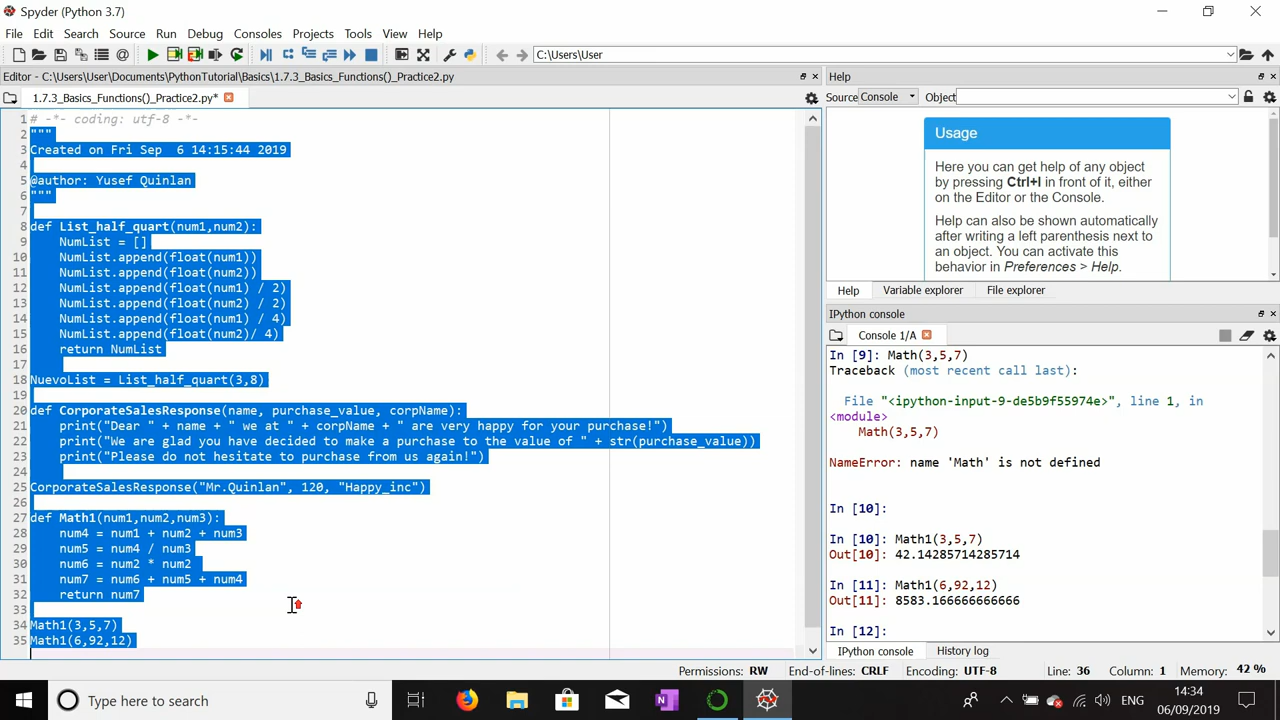 Spyder (Python 3.7)
File Edit Search Source Run Debug Consoles Projects Tools View Help
C:\Users\User
Editor - C:\Users\User\Documents\PythonTutorial\Basics\1.7.3_Basics_Functions()_Practice2.py
1.7.3_Basics_Functions()_Practice2.py*
1 # -*- coding: utf-8 -*-
2 """
3 Created on Fri Sep  6 14:15:44 2019
4
5 @author: Yusef Quinlan
6 """
7
8 def List_half_quart(num1,num2):
9     NumList = []
10     NumList.append(float(num1))
11     NumList.append(float(num2))
12     NumList.append(float(num1) / 2)
13     NumList.append(float(num2) / 2)
14     NumList.append(float(num1) / 4)
15     NumList.append(float(num2)/ 4)
16     return NumList
17
18 NuevoList = List_half_quart(3,8)
19
20 def CorporateSalesResponse(name, purchase_value, corpName):
21     print("Dear " + name + " we at " + corpName + " are very happy for your purchase!")
22     print("We are glad you have decided to make a purchase to the value of " + str(purchase_value))
23     print("Please do not hesitate to purchase from us again!")
24
25 CorporateSalesResponse("Mr.Quinlan", 120, "Happy_inc")
26
27 def Math1(num1,num2,num3):
28     num4 = num1 + num2 + num3
29     num5 = num4 / num3
30     num6 = num2 * num2
31     num7 = num6 + num5 + num4
32     return num7
33
34 Math1(3,5,7)
35 Math1(6,92,12)
Help
Source Console Object
Usage
Here you can get help of any object
by pressing Ctrl+I in front of it, either
on the Editor or the Console.
Help can also be shown automatically
after writing a left parenthesis next to
an object. You can activate this
behavior in Preferences > Help.
Help Variable explorer File explorer
IPython console
Console 1/A
In [9]: Math(3,5,7)
Traceback (most recent call last):
File "<ipython-input-9-de5b9f55974e>", line 1, in
<module>
Math(3,5,7)
NameError: name 'Math' is not defined
In [10]:
In [10]: Math1(3,5,7)
Out[10]: 42.14285714285714
In [11]: Math1(6,92,12)
Out[11]: 8583.166666666666
In [12]:
IPython console History log
Permissions: RW End-of-lines: CRLF Encoding: UTF-8 Line: 36 Column: 1 Memory: 42 %
Type here to search
ENG
14:34
06/09/2019